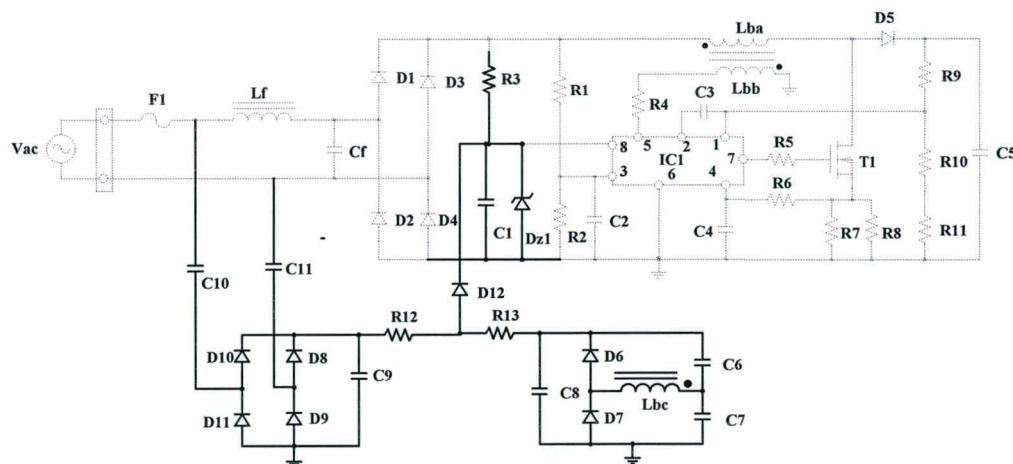 Lba
D5
D1
D3
R3
R1
Lbb
R9
F1
Lf
R4
C3
Vac
Cf
8
5
2
1
IC1
7
R5
T1
R10
C5
3
6
4
R6
D2
D4
C1
Dz1
R2
C2
C4
R7
R8
R11
C10
C11
D12
R12
R13
D10
D8
C9
D6
C6
C8
Lbc
D11
D9
D7
C7